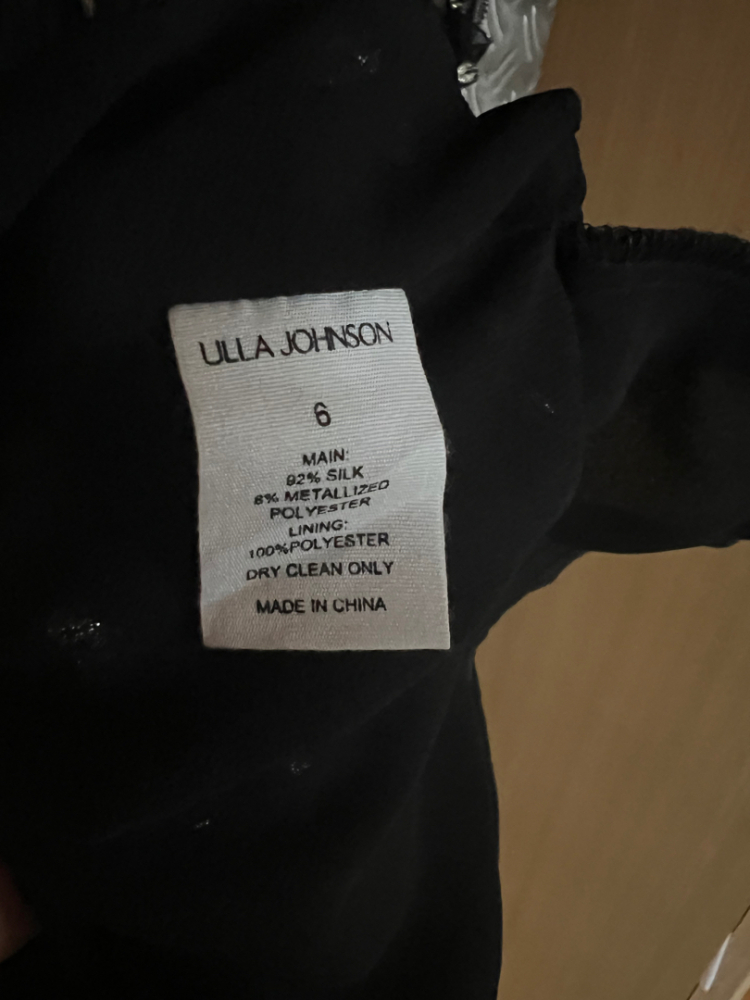 ULLA JOHNSON
6
MAIN:
92% SILK
8% METALLIZED
POLYESTER
LINING:
100%POLYESTER
DRY CLEAN ONLY
MADE IN CHINA